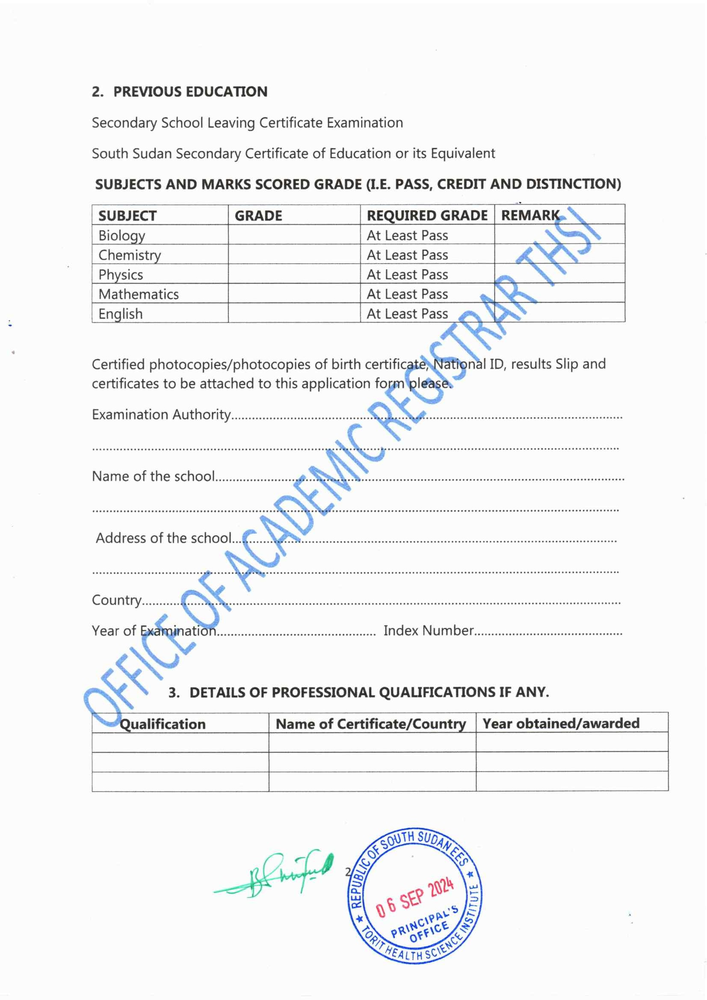 2. PREVIOUS EDUCATION
Secondary School Leaving Certificate Examination
South Sudan Secondary Certificate of Education or its Equivalent
SUBJECTS AND MARKS SCORED GRADE (I.E. PASS, CREDIT AND DISTINCTION)
SUBJECT GRADE REQUIRED GRADE REMARK
Biology At Least Pass
Chemistry At Least Pass
Physics At Least Pass
Mathematics At Least Pass
English At Least Pass
Certified photocopies/photocopies of birth certificate, National ID, results Slip and
certificates to be attached to this application form please.
Examination Authority
Name of the school
Address of the school
Country
Year of Examination Index Number
OFFICE OF ACADEMIC REGISTRAR THSI
3. DETAILS OF PROFESSIONAL QUALIFICATIONS IF ANY.
Qualification Name of Certificate/Country Year obtained/awarded
2
REPUBLIC OF SOUTH SUDAN EES
06 SEP 2024
PRINCIPAL'S
OFFICE
TORIT HEALTH SCIENCE INSTITUTE